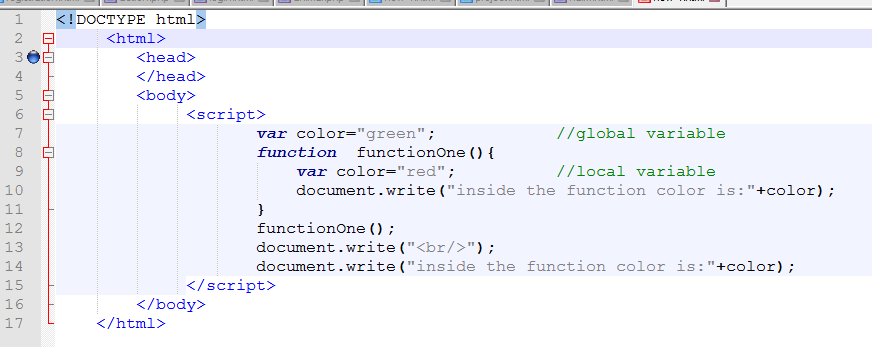 1 <!DOCTYPE html>
2 <html>
3 <head>
4 </head>
5 <body>
6 <script>
7 var color="green"; //global variable
8 function functionOne(){
9 var color="red"; //local variable
10 document.write("inside the function color is:"+color);
11 }
12 functionOne();
13 document.write("<br/>");
14 document.write("inside the function color is:"+color);
15 </script>
16 </body>
17 </html>